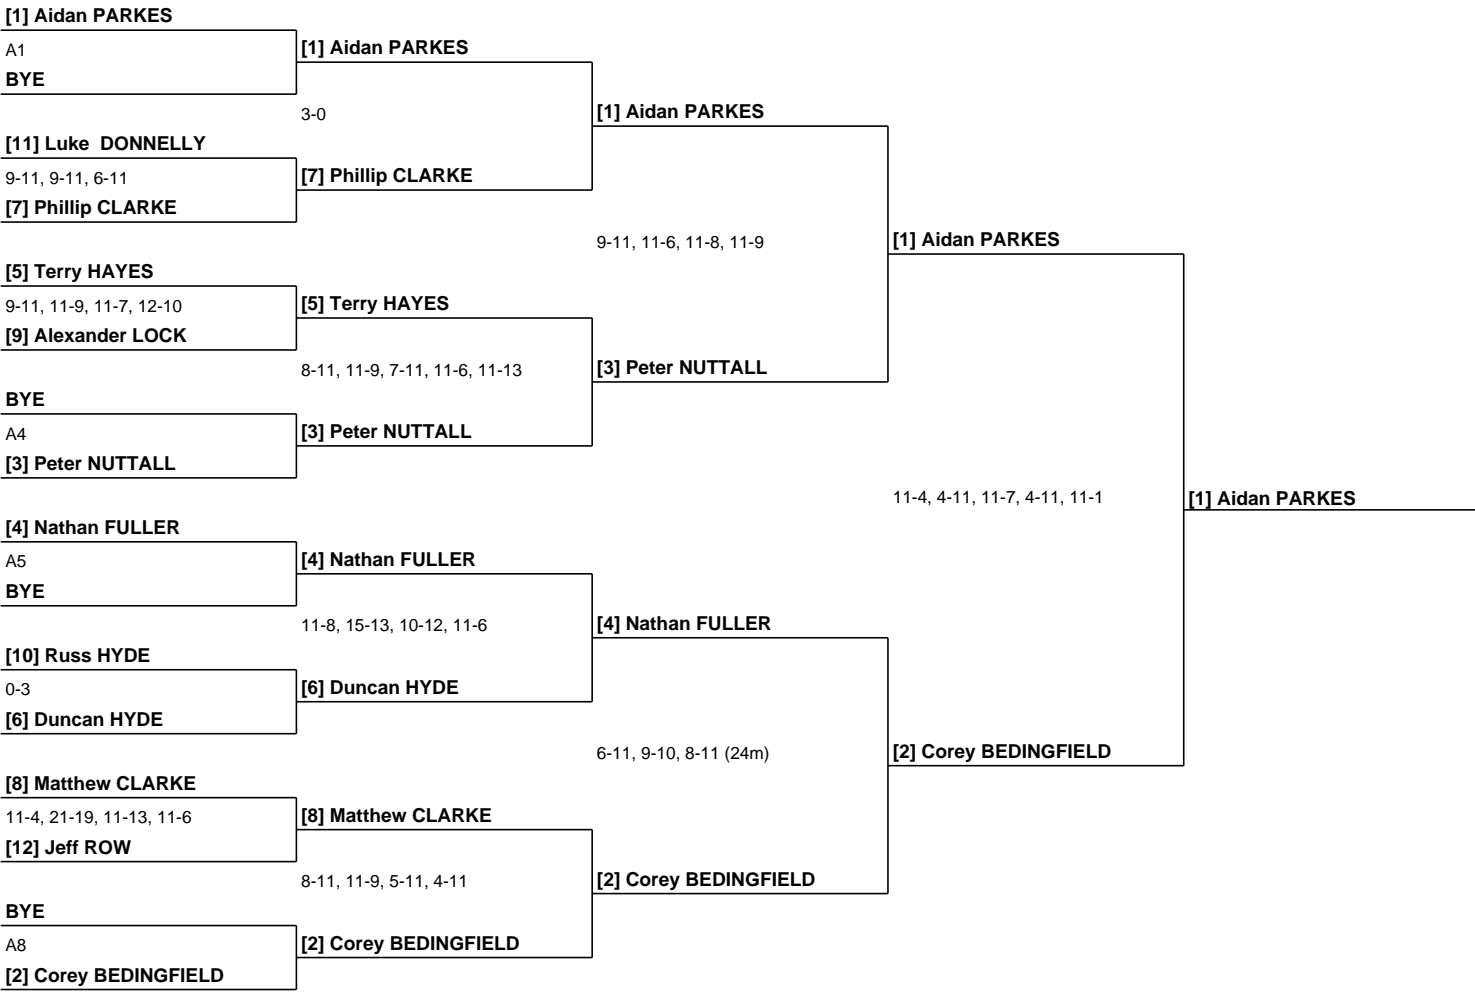 [1] Aidan PARKES
A1
BYE
[11] Luke  DONNELLY
9-11, 9-11, 6-11
[7] Phillip CLARKE
[5] Terry HAYES
9-11, 11-9, 11-7, 12-10
[9] Alexander LOCK
BYE
A4
[3] Peter NUTTALL
[4] Nathan FULLER
A5
BYE
[10] Russ HYDE
0-3
[6] Duncan HYDE
[8] Matthew CLARKE
11-4, 21-19, 11-13, 11-6
[12] Jeff ROW
BYE
A8
[2] Corey BEDINGFIELD
[1] Aidan PARKES
3-0
[7] Phillip CLARKE
[5] Terry HAYES
8-11, 11-9, 7-11, 11-6, 11-13
[3] Peter NUTTALL
[4] Nathan FULLER
11-8, 15-13, 10-12, 11-6
[6] Duncan HYDE
[8] Matthew CLARKE
8-11, 11-9, 5-11, 4-11
[2] Corey BEDINGFIELD
[1] Aidan PARKES
9-11, 11-6, 11-8, 11-9
[3] Peter NUTTALL
[4] Nathan FULLER
6-11, 9-10, 8-11 (24m)
[2] Corey BEDINGFIELD
[1] Aidan PARKES
11-4, 4-11, 11-7, 4-11, 11-1
[2] Corey BEDINGFIELD
[1] Aidan PARKES